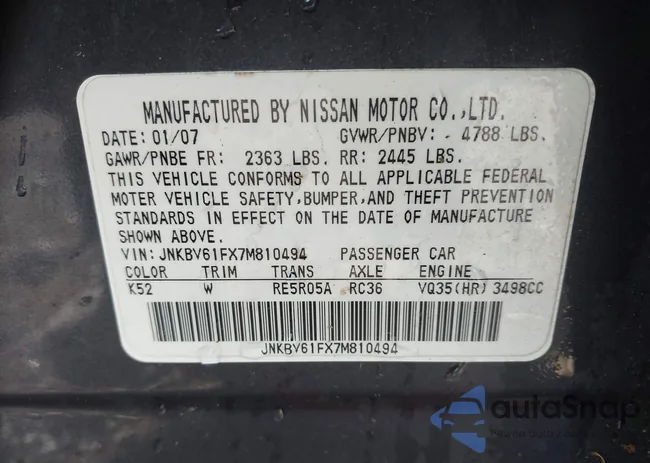 MANUFACTURED BY NISSAN MOTOR CO.,LTD.
DATE: 01/07 GVWR/PNBV: 4788 LBS.
GAWR/PNBE FR: 2363 LBS. RR: 2445 LBS.
THIS VEHICLE CONFORMS TO ALL APPLICABLE FEDERAL
MOTOR VEHICLE SAFETY,BUMPER,AND THEFT PREVENTION
STANDARDS IN EFFECT ON THE DATE OF MANUFACTURE
SHOWN ABOVE.
VIN: JNKBV61FX7M810494 PASSENGER CAR
COLOR TRIM TRANS AXLE ENGINE
K52 W RE5R05A RC36 VQ35(HR) 3498CC
JNKBV61FX7M810494
autoSnap